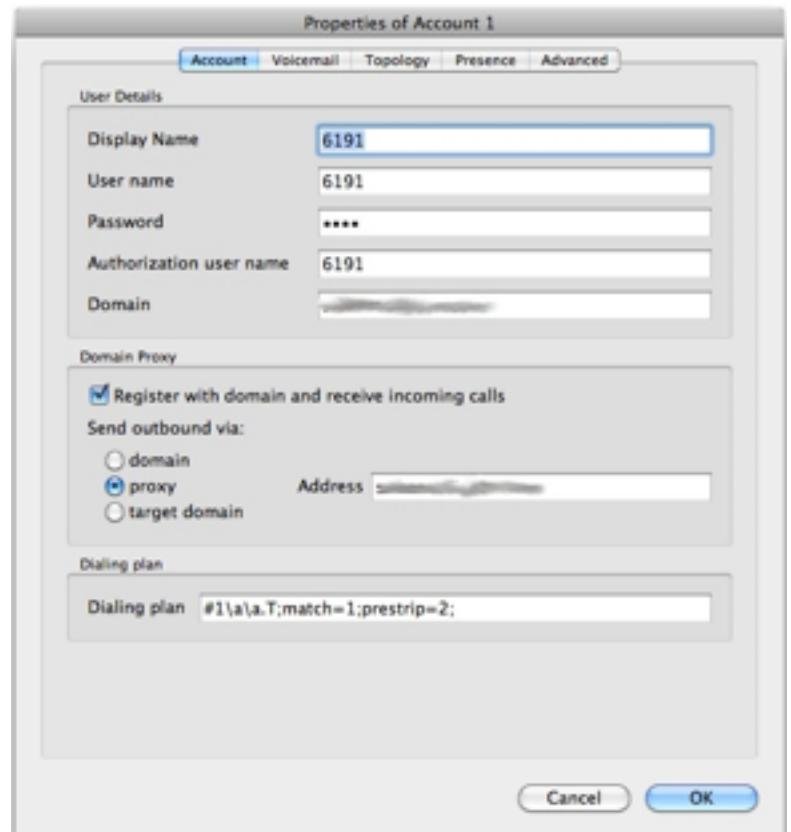 Properties of Account 1
Account Voicemail Topology Presence Advanced
User Details
Display Name 6191
User name 6191
Password ••••
Authorization user name 6191
Domain
Domain Proxy
Register with domain and receive incoming calls
Send outbound via:
domain
proxy Address
target domain
Dialing plan
Dialing plan #1\a\a.T;match=1;prestrip=2;
Cancel OK